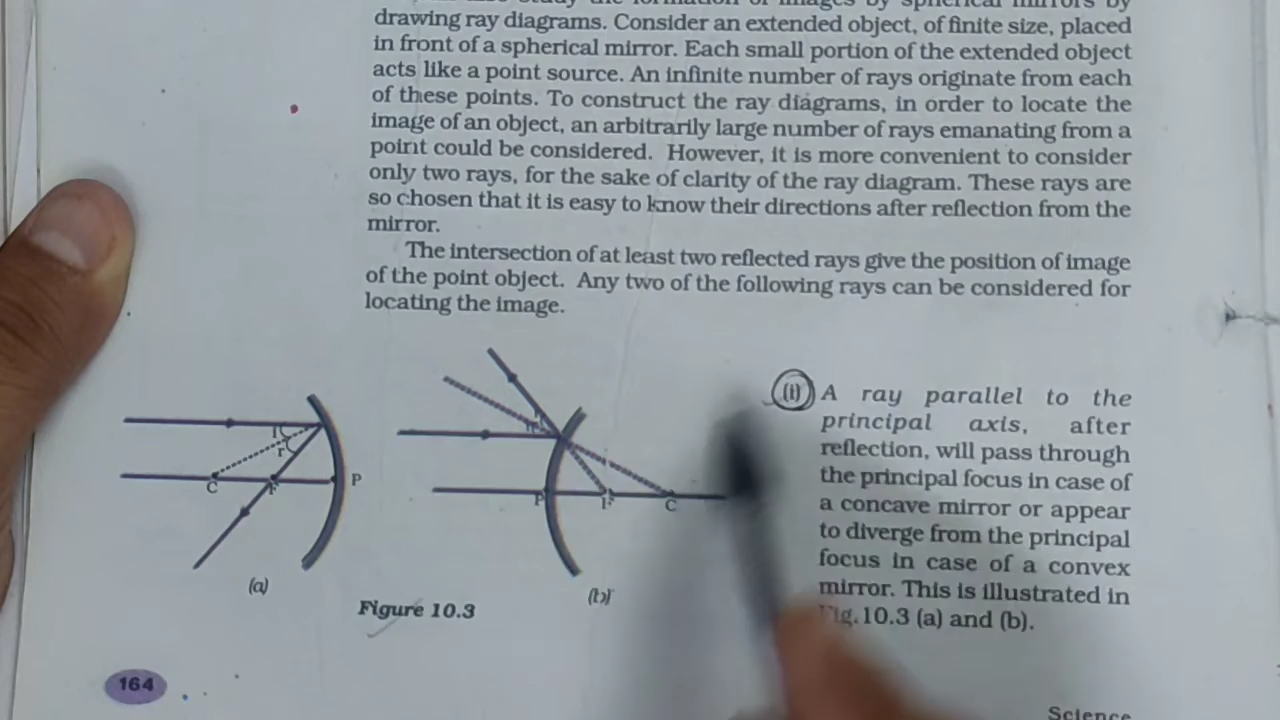 the formation of images by spherical mirrors by
drawing ray diagrams. Consider an extended object, of finite size, placed
in front of a spherical mirror. Each small portion of the extended object
acts like a point source. An infinite number of rays originate from each
of these points. To construct the ray diagrams, in order to locate the
image of an object, an arbitrarily large number of rays emanating from a
point could be considered. However, it is more convenient to consider
only two rays, for the sake of clarity of the ray diagram. These rays are
so chosen that it is easy to know their directions after reflection from the
mirror.
The intersection of at least two reflected rays give the position of image
of the point object. Any two of the following rays can be considered for
locating the image.
i
r
C
F
P
(a)
P
F
C
(b)
Figure 10.3
(i) A ray parallel to the
principal axis, after
reflection, will pass through
the principal focus in case of
a concave mirror or appear
to diverge from the principal
focus in case of a convex
mirror. This is illustrated in
Fig.10.3 (a) and (b).
164
Science